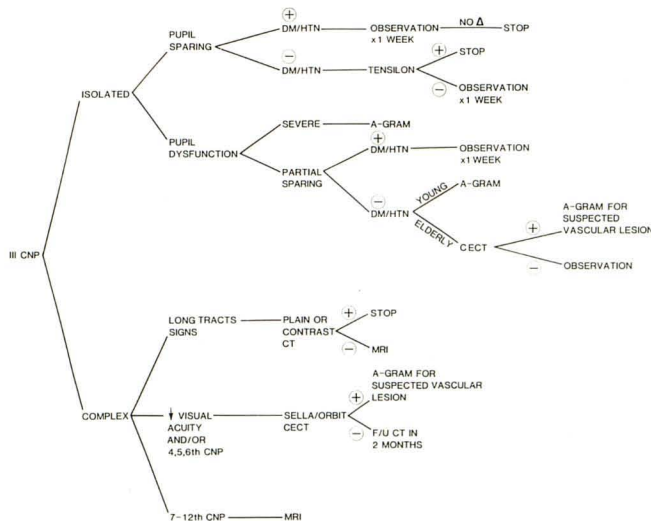 III CNP
ISOLATED
PUPIL
SPARING
⊕
DM/HTN
OBSERVATION
x1 WEEK
NO Δ
STOP
⊖
DM/HTN
TENSILON
⊕
STOP
⊖
OBSERVATION
x1 WEEK
PUPIL
DYSFUNCTION
SEVERE
A-GRAM
PARTIAL
SPARING
⊕
DM/HTN
OBSERVATION
x1 WEEK
⊖
DM/HTN
YOUNG
A-GRAM
ELDERLY
CECT
⊕
A-GRAM FOR
SUSPECTED
VASCULAR LESION
⊖
OBSERVATION
COMPLEX
LONG TRACTS
SIGNS
PLAIN OR
CONTRAST
CT
⊕
STOP
⊖
MRI
↓ VISUAL
ACUITY
AND/OR
4,5,6th CNP
SELLA/ORBIT
CECT
⊕
A-GRAM FOR
SUSPECTED VASCULAR
LESION
⊖
F/U CT IN
2 MONTHS
7-12th CNP
MRI